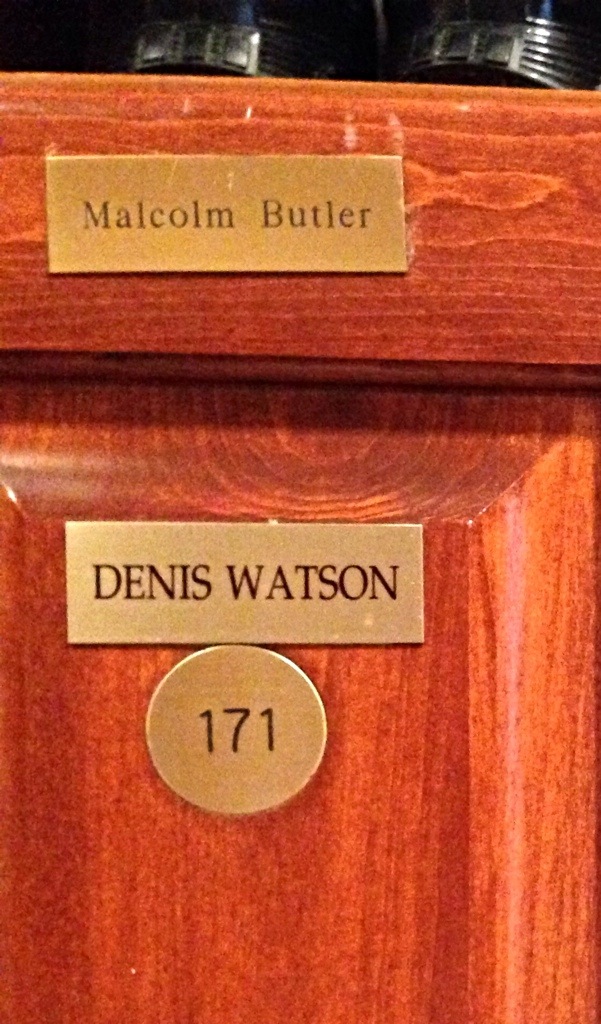 Malcolm Butler
DENIS WATSON
171